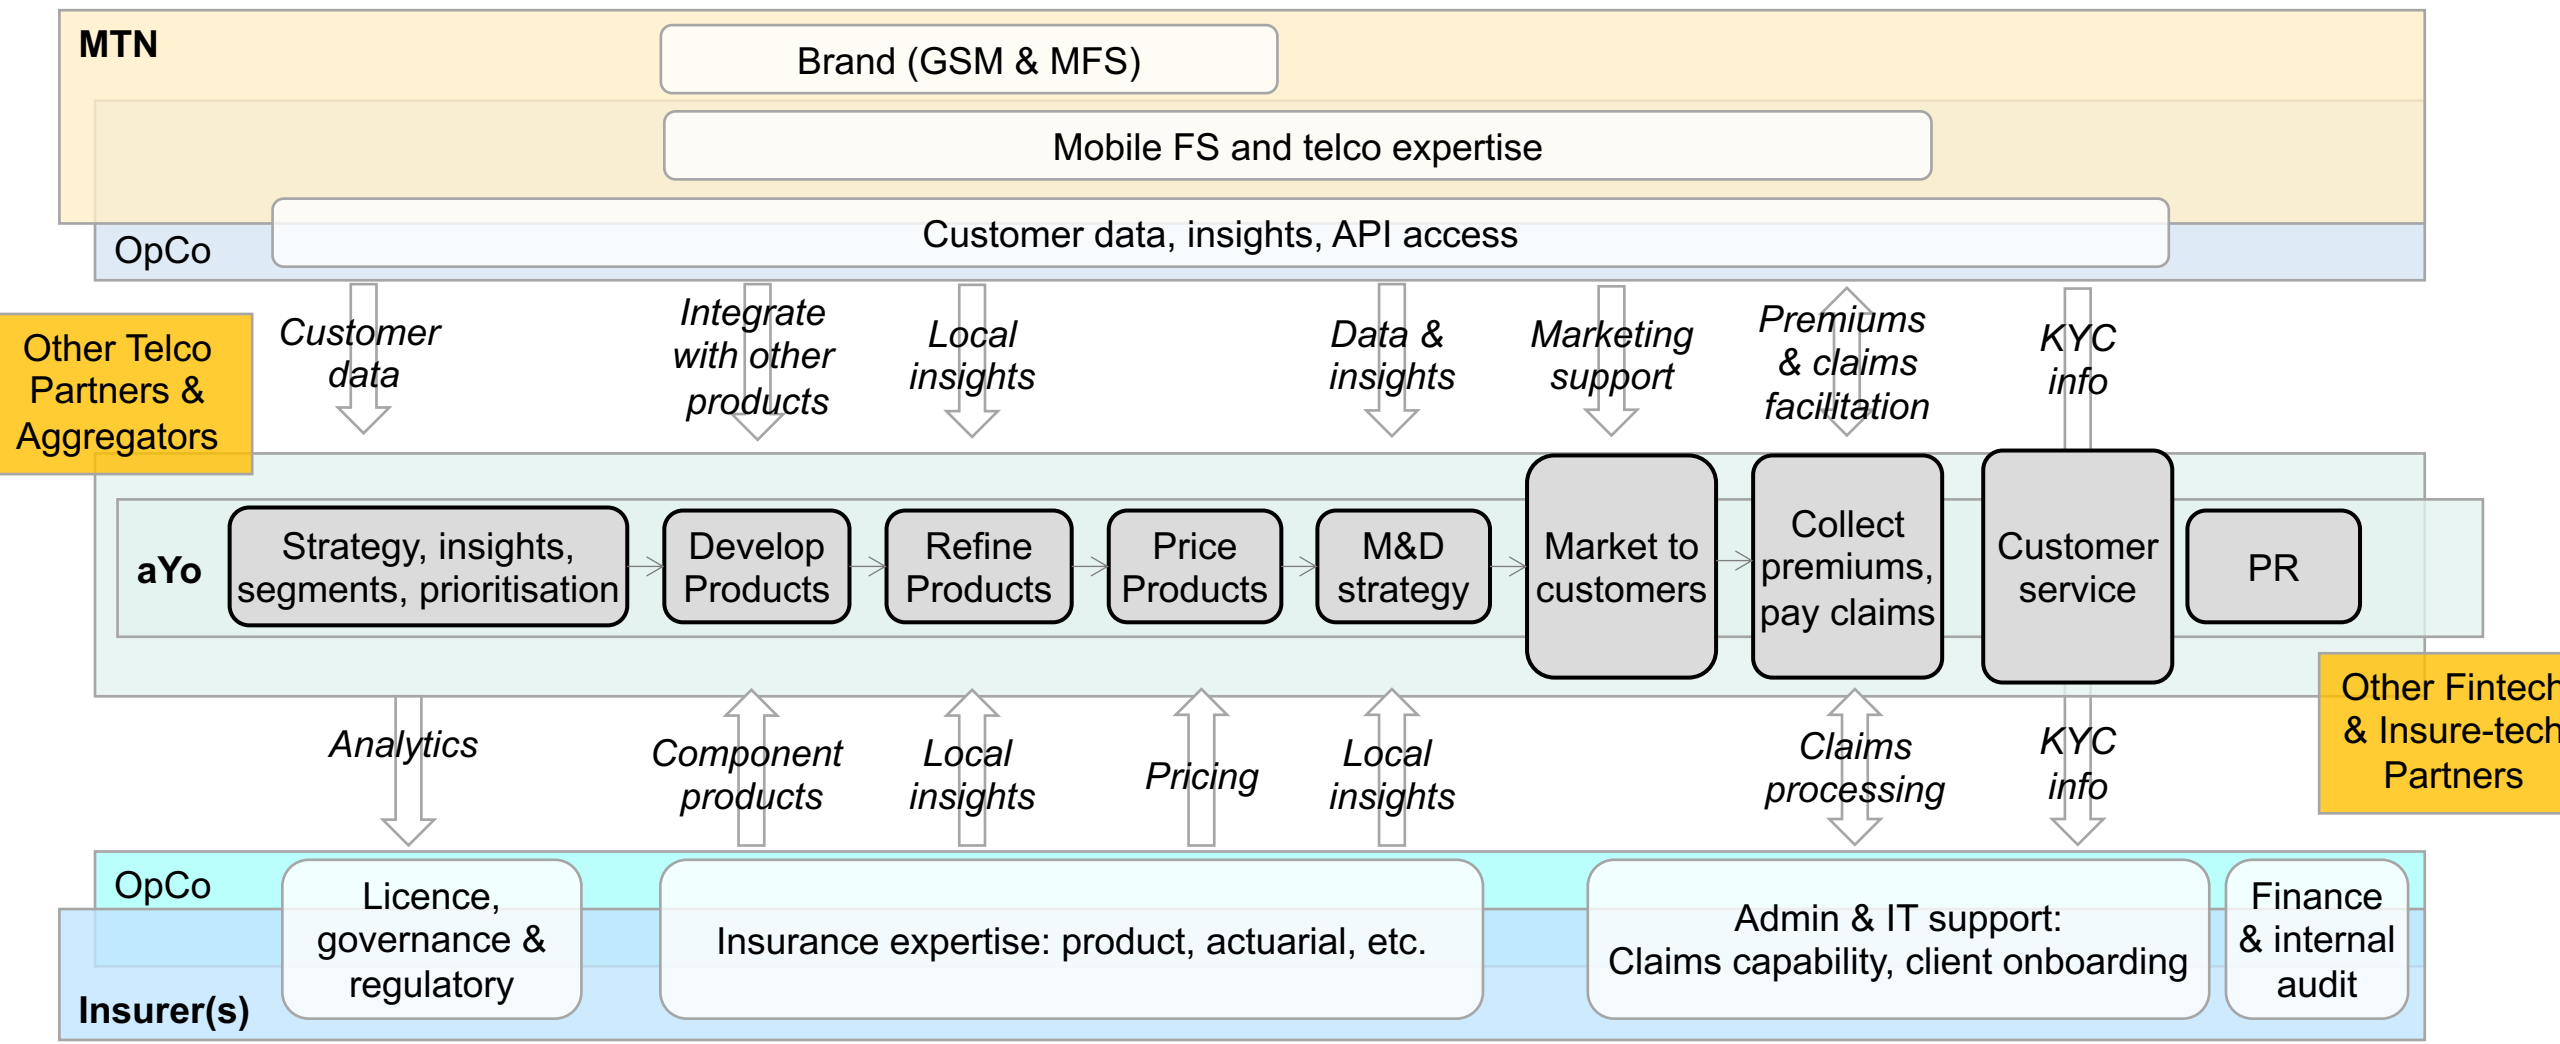 MTN
Brand (GSM & MFS)
Mobile FS and telco expertise
Customer data, insights, API access
OpCo
Other Telco
Partners &
Aggregators
Customer
data
Integrate
with other
products
Local
insights
Data &
insights
Marketing
support
Premiums
& claims
facilitation
KYC
info
aYo
Strategy, insights,
segments, prioritisation
Develop
Products
Refine
Products
Price
Products
M&D
strategy
Market to
customers
Collect
premiums,
pay claims
Customer
service
PR
Other Fintech
& Insure-tech
Partners
Analytics
Component
products
Local
insights
Pricing
Local
insights
Claims
processing
KYC
info
OpCo
Licence,
governance &
regulatory
Insurance expertise: product, actuarial, etc.
Admin & IT support:
Claims capability, client onboarding
Finance
& internal
audit
Insurer(s)